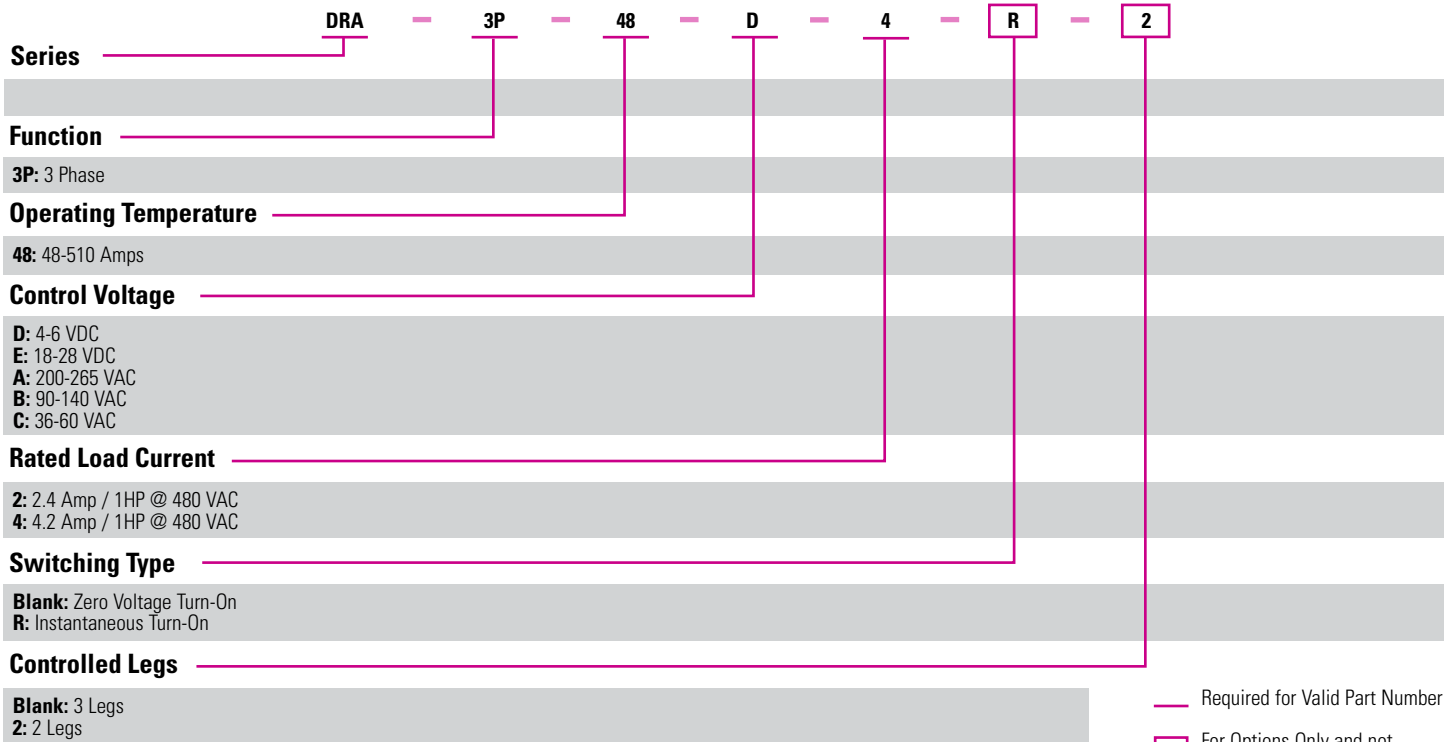 DRA – 3P – 48 – D – 4 – R – 2
Series
Function
3P: 3 Phase
Operating Temperature
48: 48-510 Amps
Control Voltage
D: 4-6 VDC
E: 18-28 VDC
A: 200-265 VAC
B: 90-140 VAC
C: 36-60 VAC
Rated Load Current
2: 2.4 Amp / 1HP @ 480 VAC
4: 4.2 Amp / 1HP @ 480 VAC
Switching Type
Blank: Zero Voltage Turn-On
R: Instantaneous Turn-On
Controlled Legs
Blank: 3 Legs
2: 2 Legs
Required for Valid Part Number
For Options Only and not